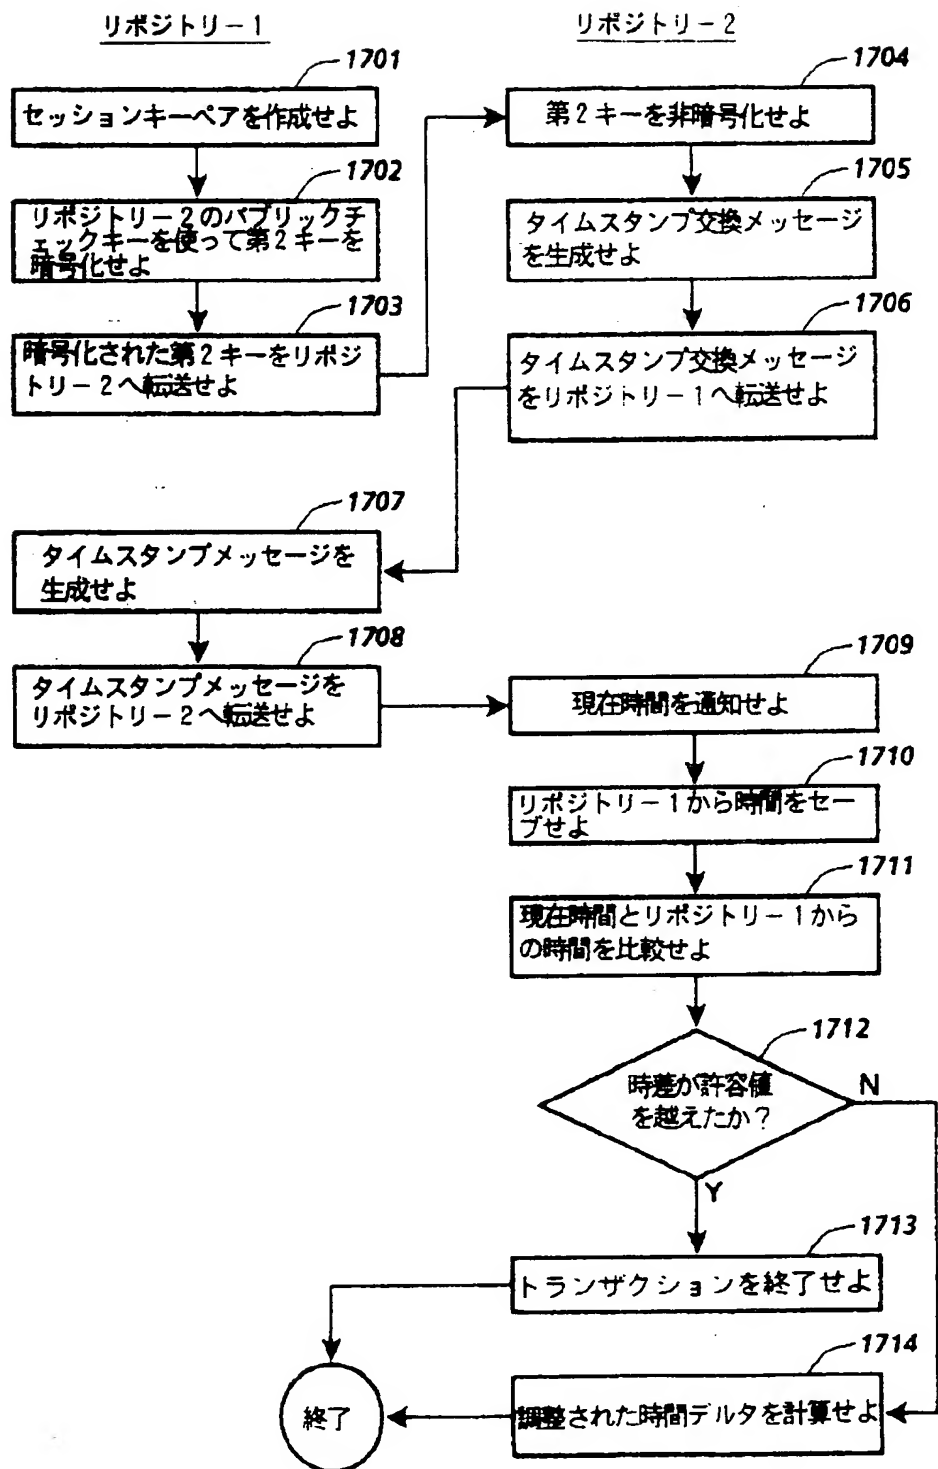 リポジトリー1
リポジトリー2
1701
セッションキーペアを作成せよ
1702
リポジトリー2のパブリックチ
ェックキーを使って第2キーを
暗号化せよ
1703
暗号化された第2キーをリポジ
トリー2へ転送せよ
1704
第2キーを非暗号化せよ
1705
タイムスタンプ交換メッセージ
を生成せよ
1706
タイムスタンプ交換メッセージ
をリポジトリー1へ転送せよ
1707
タイムスタンプメッセージを
生成せよ
1708
タイムスタンプメッセージを
リポジトリー2へ転送せよ
1709
現在時間を通知せよ
1710
リポジトリー1から時間をセー
ブせよ
1711
現在時間とリポジトリー1から
の時間を比較せよ
1712
時差が許容値
を越えたか?
N
Y
1713
トランザクションを終了せよ
1714
調整された時間デルタを計算せよ
終了